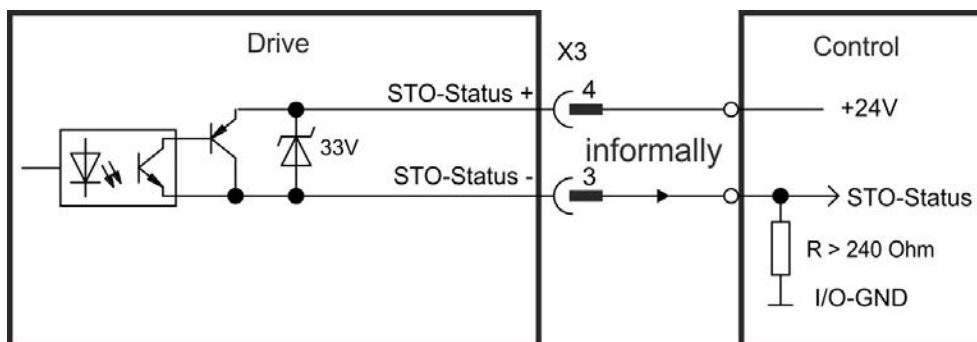 Drive
X3
Control
STO-Status +
4
+24V
33V
informally
STO-Status -
3
STO-Status
R > 240 Ohm
I/O-GND